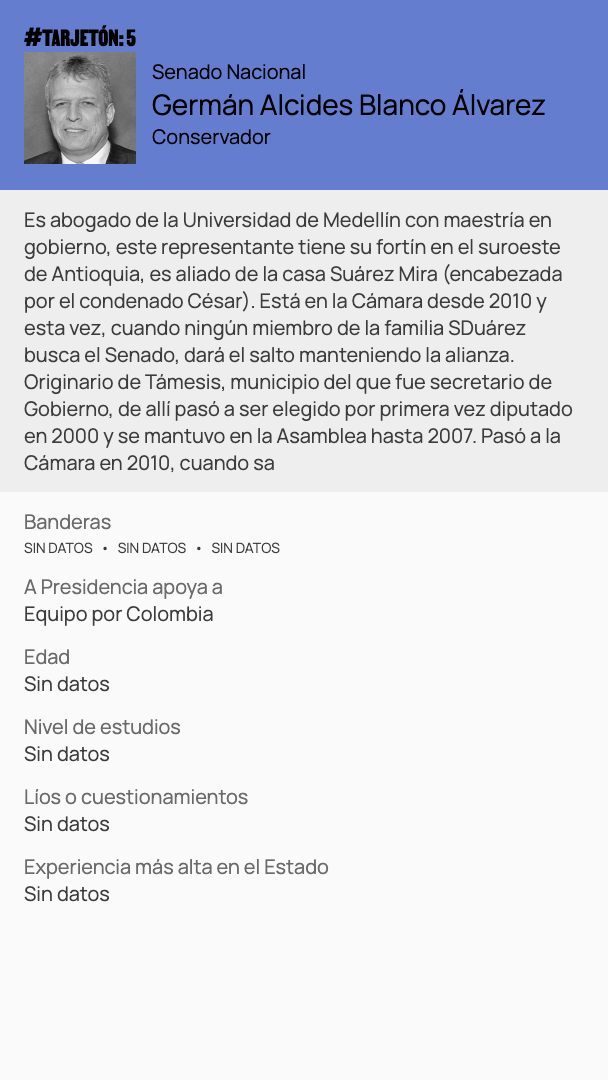 #TARJETÓN: 5
Senado Nacional
Germán Alcides Blanco Álvarez
Conservador
Es abogado de la Universidad de Medellín con maestría en
gobierno, este representante tiene su fortín en el suroeste
de Antioquia, es aliado de la casa Suárez Mira (encabezada
por el condenado César). Está en la Cámara desde 2010 y
esta vez, cuando ningún miembro de la familia SDuárez
busca el Senado, dará el salto manteniendo la alianza.
Originario de Támesis, municipio del que fue secretario de
Gobierno, de allí pasó a ser elegido por primera vez diputado
en 2000 y se mantuvo en la Asamblea hasta 2007. Pasó a la
Cámara en 2010, cuando sa
Banderas
SIN DATOS • SIN DATOS • SIN DATOS
A Presidencia apoya a
Equipo por Colombia
Edad
Sin datos
Nivel de estudios
Sin datos
Líos o cuestionamientos
Sin datos
Experiencia más alta en el Estado
Sin datos